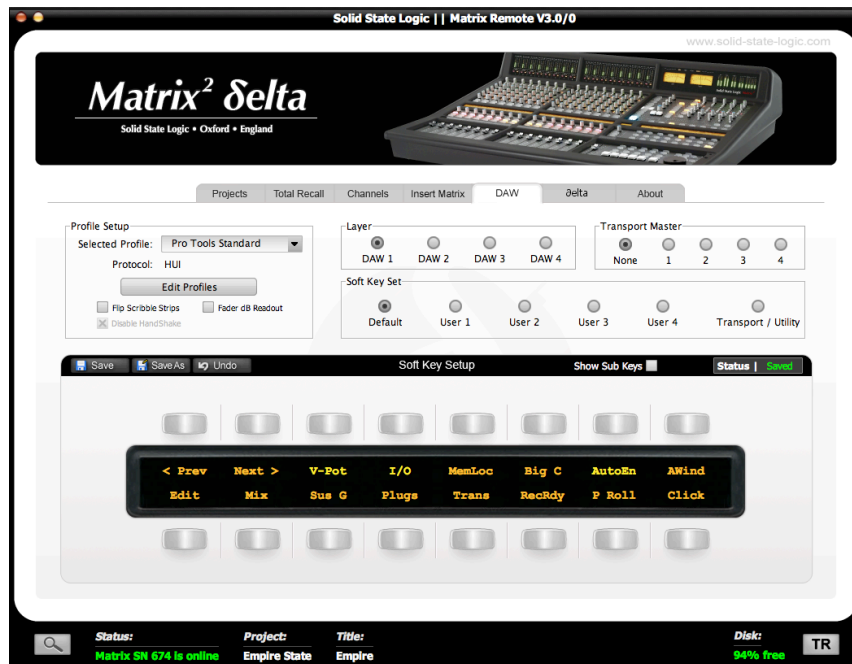 Solid State Logic || Matrix Remote V3.0/0
www.solid-state-logic.com
Matrix² δelta
Solid State Logic • Oxford • England
Projects Total Recall Channels Insert Matrix DAW ∂elta About
Profile Setup
Selected Profile: Pro Tools Standard
Protocol: HUI
Edit Profiles
Flip Scribble Strips Fader dB Readout
Disable HandShake
Layer
DAW 1 DAW 2 DAW 3 DAW 4
Transport Master
None 1 2 3 4
Soft Key Set
Default User 1 User 2 User 3 User 4 Transport / Utility
Save Save As Undo Soft Key Setup Show Sub Keys Status | Saved
< Prev Next > V-Pot I/O MemLoc Big C AutoEn AWind
Edit Mix Sus G Plugs Trans RecRdy P Roll Click
Status: Project: Title: Disk:
Matrix SN 674 is online Empire State Empire 94% free TR